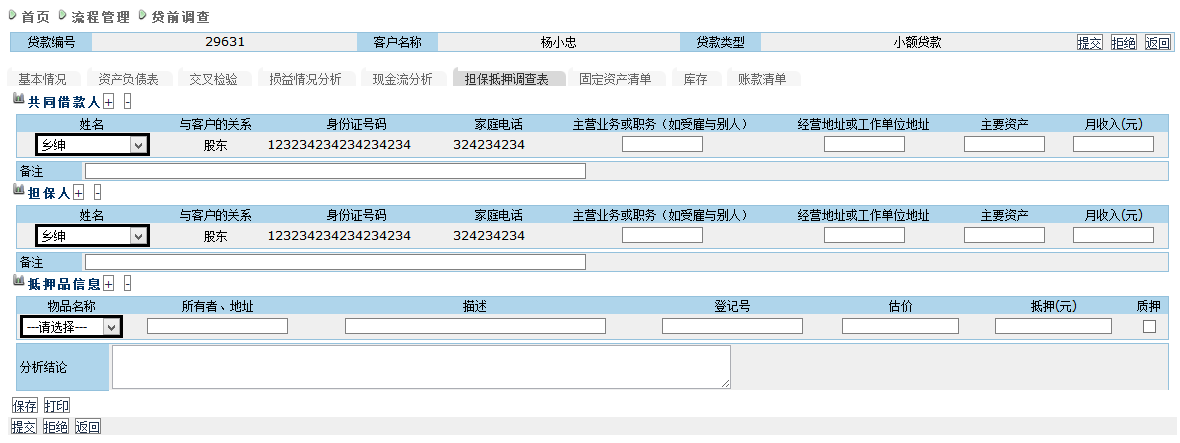 首页 流程管理 贷前调查
贷款编号 29631 客户名称 杨小忠 贷款类型 小额贷款 提交 拒绝 返回
基本情况 资产负债表 交叉检验 损益情况分析 现金流分析 担保抵押调查表 固定资产清单 库存 账款清单
共同借款人 + -
姓名 与客户的关系 身份证号码 家庭电话 主营业务或职务（如受雇与别人） 经营地址或工作单位地址 主要资产 月收入(元)
乡绅 股东 123234234234234234 324234234
备注
担保人 + -
姓名 与客户的关系 身份证号码 家庭电话 主营业务或职务（如受雇与别人） 经营地址或工作单位地址 主要资产 月收入(元)
乡绅 股东 123234234234234234 324234234
备注
抵押品信息 + -
物品名称 所有者、地址 描述 登记号 估价 抵押(元) 质押
---请选择---
分析结论
保存 打印
提交 拒绝 返回